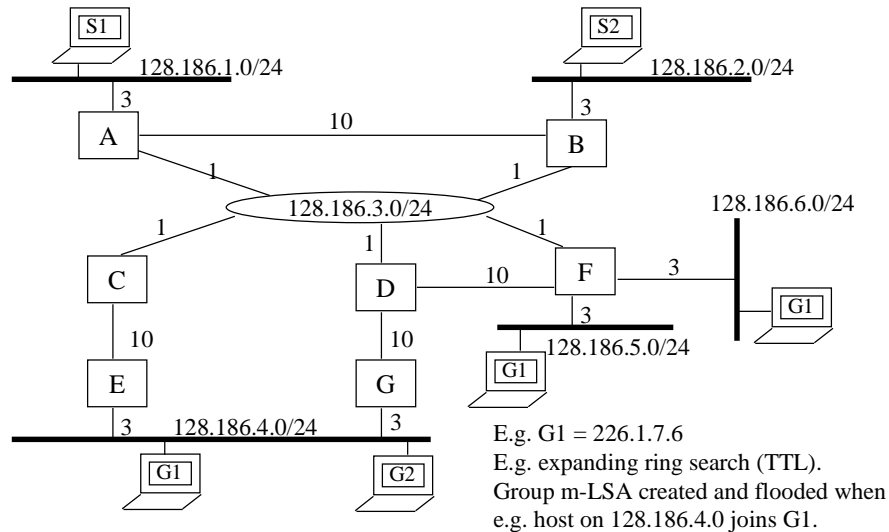 S1
S2
128.186.1.0/24
128.186.2.0/24
3
3
A
10
B
1
1
128.186.3.0/24
128.186.6.0/24
1
1
1
C
D
10
F
3
10
10
3
G1
128.186.5.0/24
E
G
G1
3
128.186.4.0/24
3
G1
G2
E.g. G1 = 226.1.7.6
E.g. expanding ring search (TTL).
Group m-LSA created and flooded when
e.g. host on 128.186.4.0 joins G1.